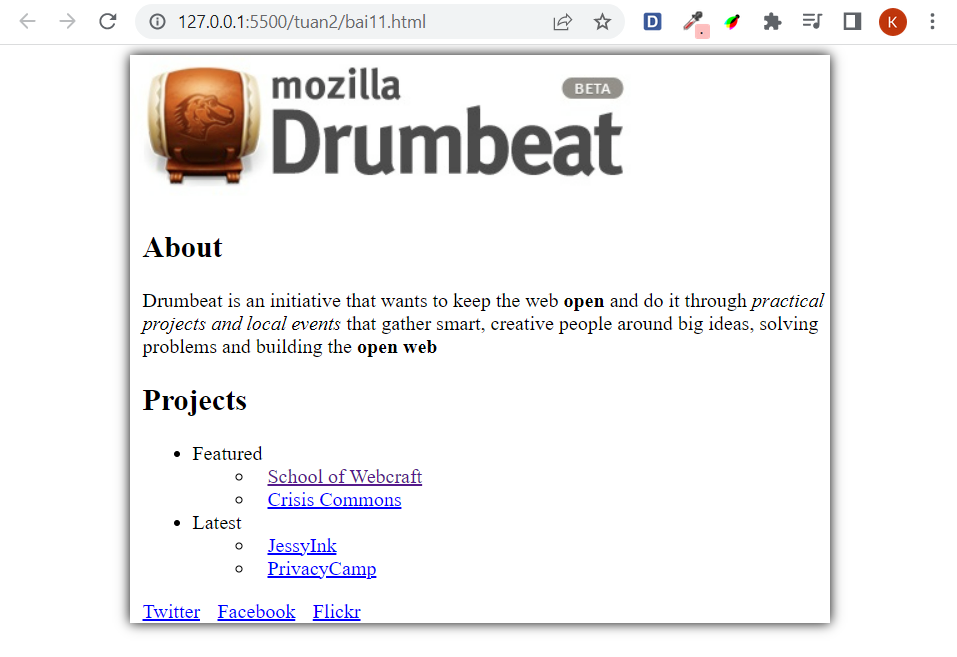 127.0.0.1:5500/tuan2/bai11.html
D
K
mozilla
BETA
Drumbeat
About
Drumbeat is an initiative that wants to keep the web open and do it through practical
projects and local events that gather smart, creative people around big ideas, solving
problems and building the open web
Projects
Featured
School of Webcraft
Crisis Commons
Latest
JessyInk
PrivacyCamp
Twitter Facebook Flickr